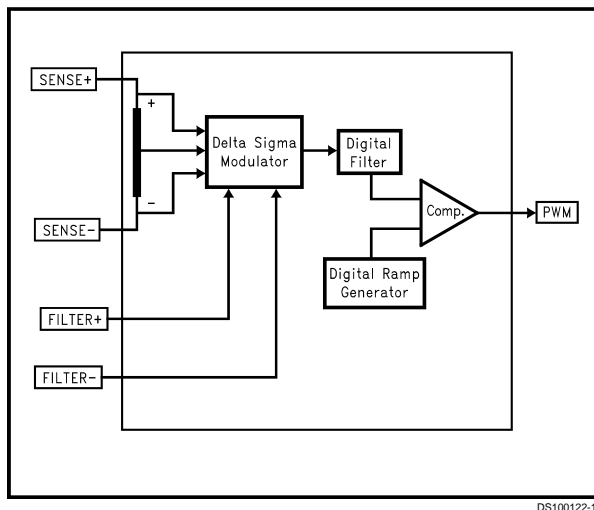 SENSE+
+
Delta Sigma
Modulator
Digital
Filter
Comp.
PWM
−
SENSE−
Digital Ramp
Generator
FILTER+
FILTER−
DS100122-1